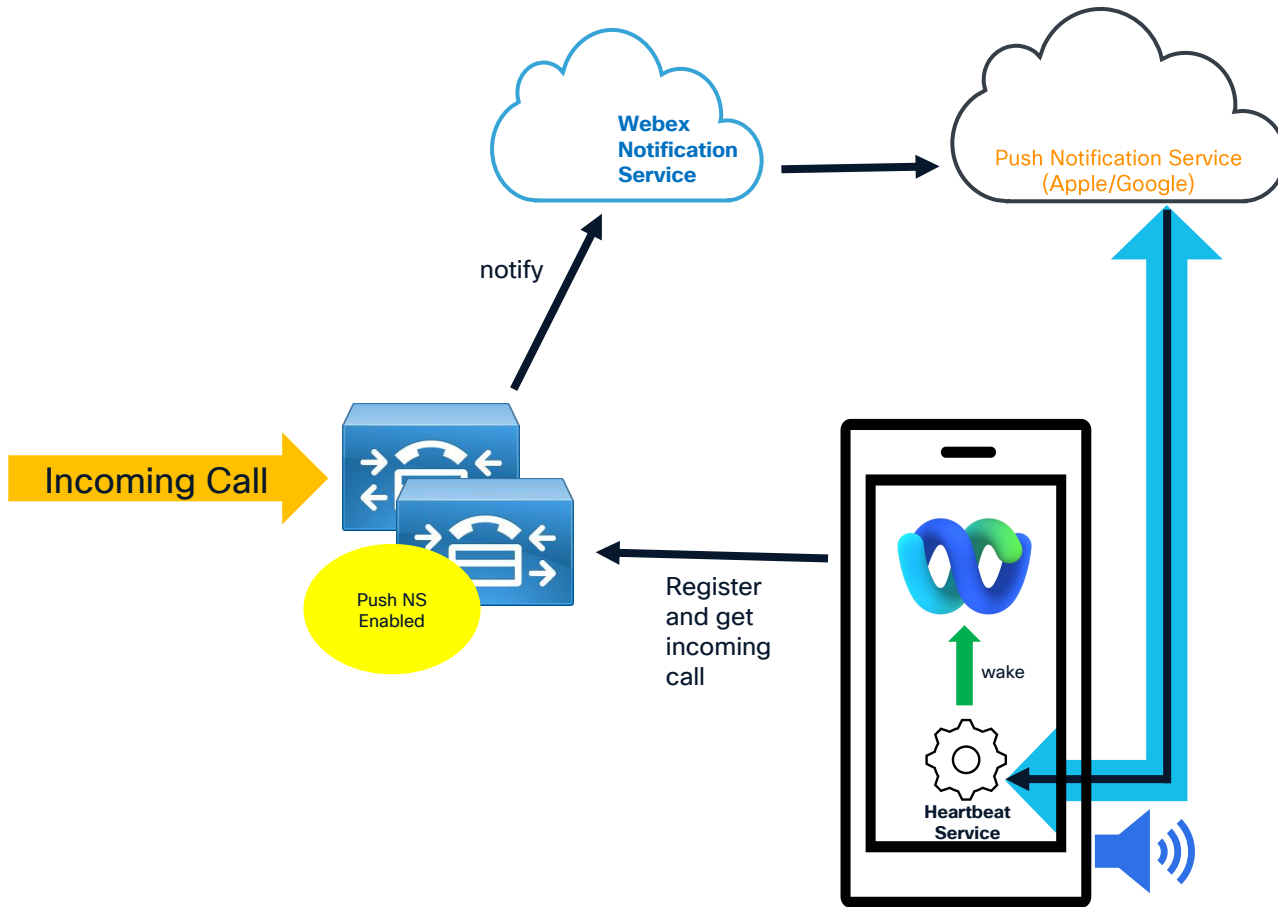 Webex
Notification
Service
Push Notification Service
(Apple/Google)
notify
Incoming Call
Push NS
Enabled
Register
and get
incoming
call
wake
Heartbeat
Service